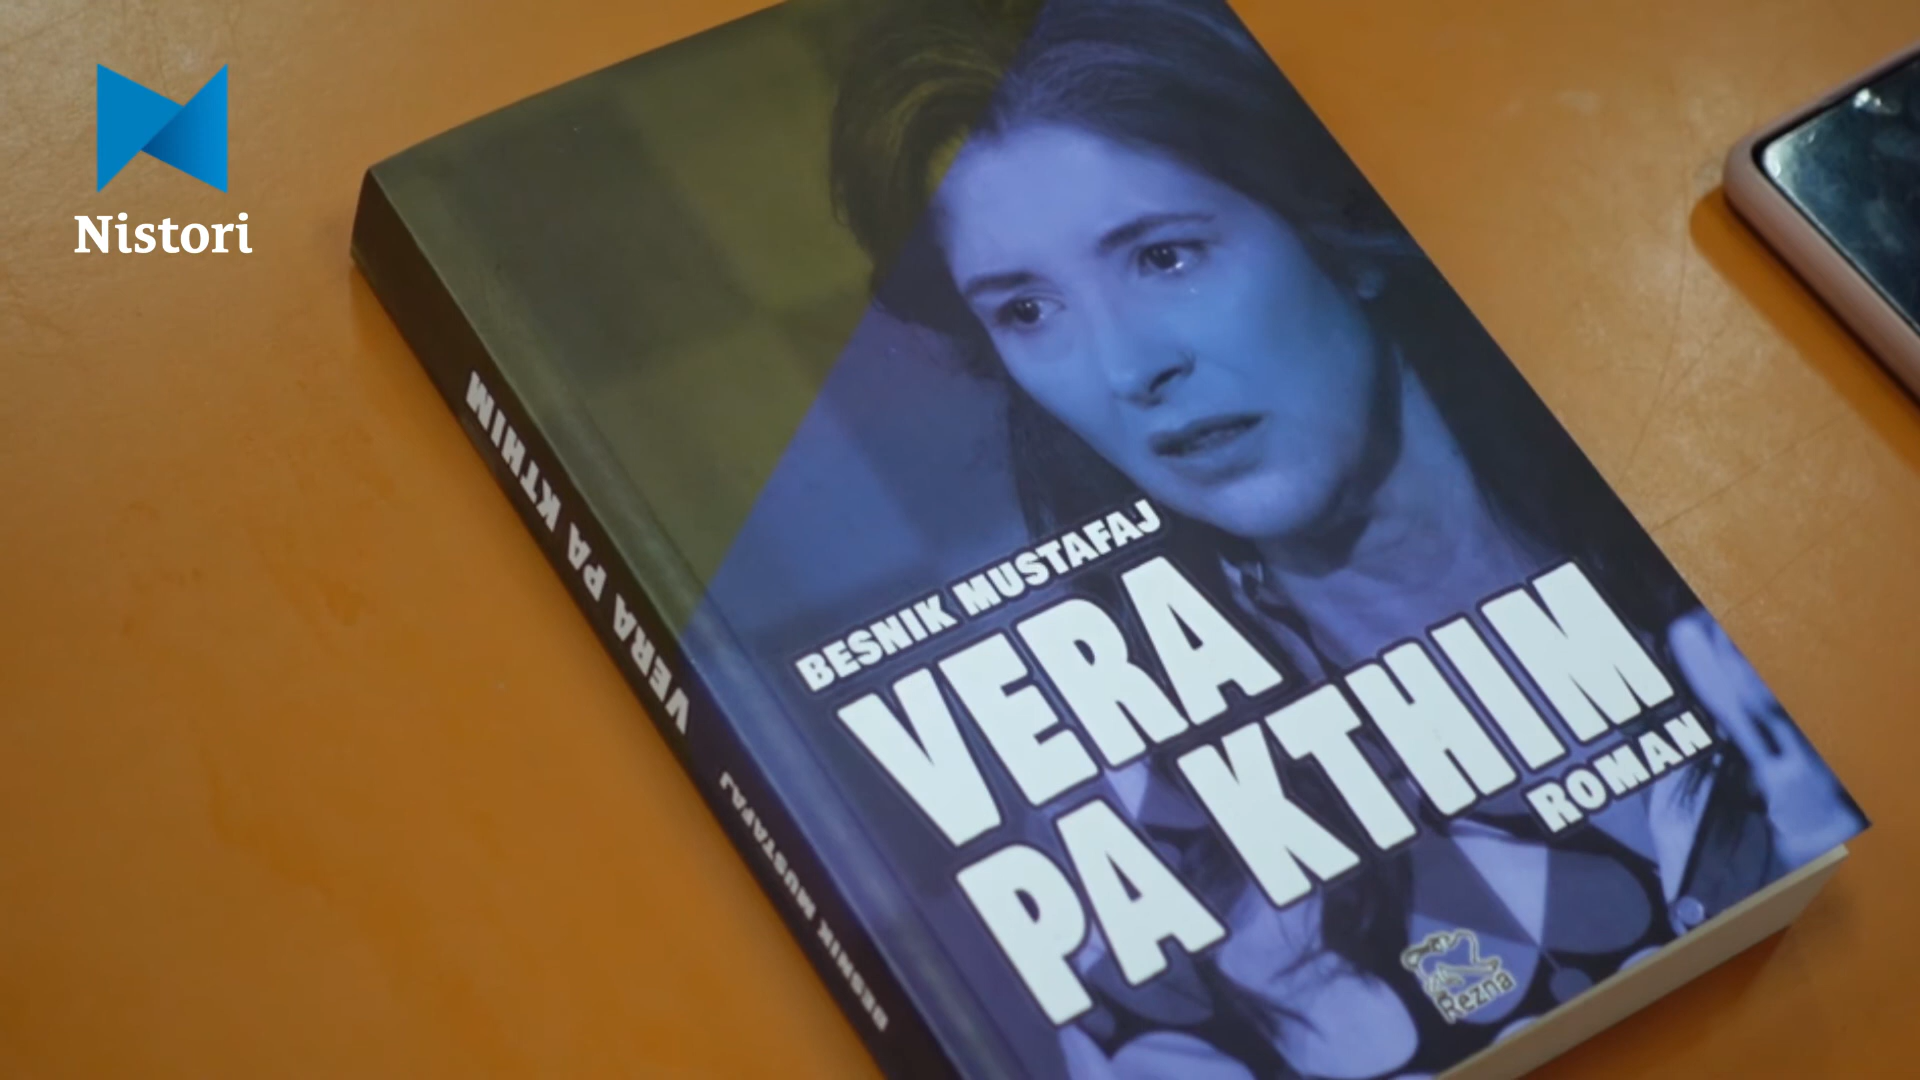 Nistori
BESNIK MUSTAFAJ
VERA
PA KTHIM
ROMAN
Rezna
VERA PA KTHIM
BESNIK MUSTAFAJ